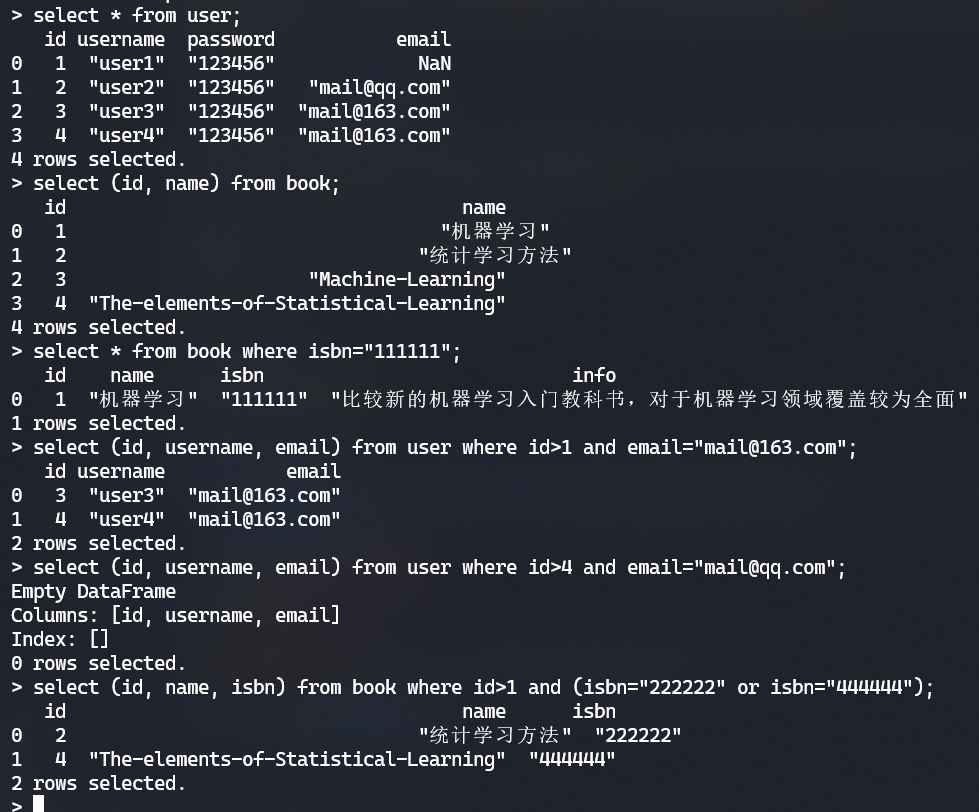 > select * from user;
   id username  password           email
0   1  "user1"  "123456"             NaN
1   2  "user2"  "123456"   "mail@qq.com"
2   3  "user3"  "123456"  "mail@163.com"
3   4  "user4"  "123456"  "mail@163.com"
4 rows selected.
> select (id, name) from book;
   id                                    name
0   1                                  "机器学习"
1   2                                "统计学习方法"
2   3                      "Machine-Learning"
3   4  "The-elements-of-Statistical-Learning"
4 rows selected.
> select * from book where isbn="111111";
   id    name      isbn                            info
0   1  "机器学习"  "111111"  "比较新的机器学习入门教科书，对于机器学习领域覆盖较为全面"
1 rows selected.
> select (id, username, email) from user where id>1 and email="mail@163.com";
   id username           email
0   3  "user3"  "mail@163.com"
1   4  "user4"  "mail@163.com"
2 rows selected.
> select (id, username, email) from user where id>4 and email="mail@qq.com";
Empty DataFrame
Columns: [id, username, email]
Index: []
0 rows selected.
> select (id, name, isbn) from book where id>1 and (isbn="222222" or isbn="444444");
   id                                    name      isbn
0   2                                "统计学习方法"  "222222"
1   4  "The-elements-of-Statistical-Learning"  "444444"
2 rows selected.
>